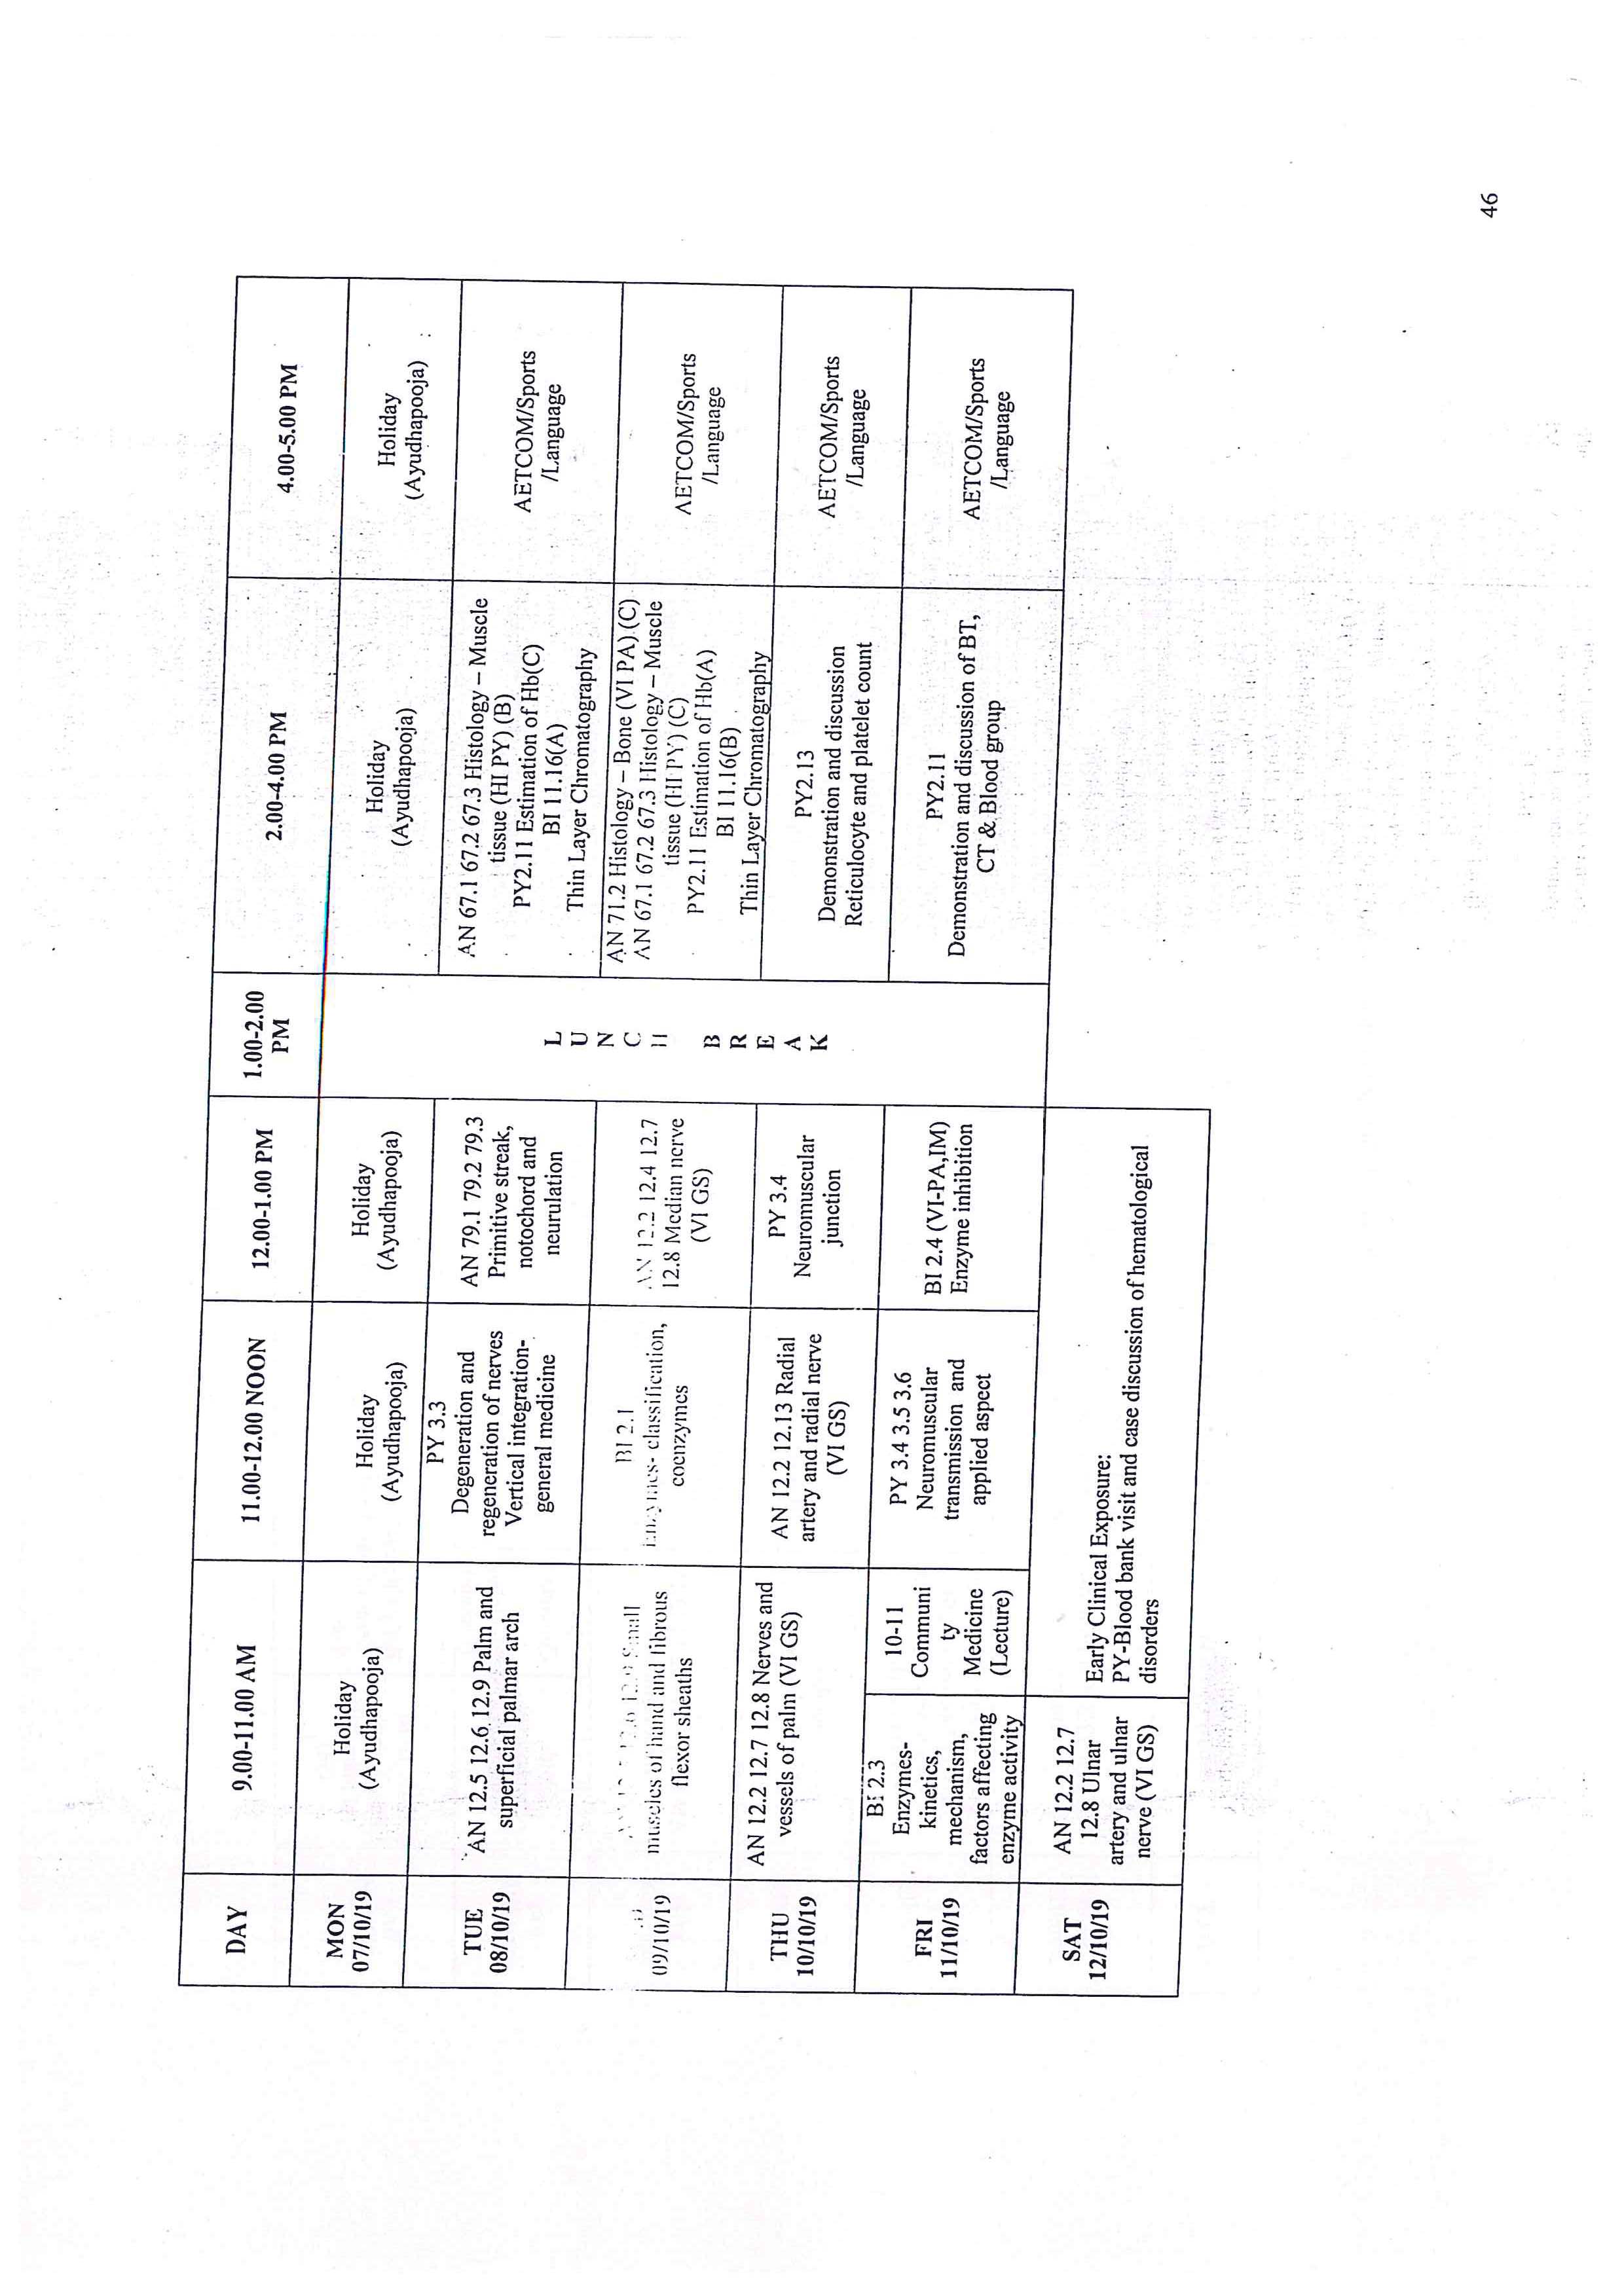 DAY
9.00-11.00 AM
11.00-12.00 NOON
12.00-1.00 PM
1.00-2.00
PM
2.00-4.00 PM
4.00-5.00 PM
MON
07/10/19
Holiday
(Ayudhapooja)
Holiday
(Ayudhapooja)
Holiday
(Ayudhapooja)
L
U
N
C
H
B
R
E
A
K
Holiday
(Ayudhapooja)
Holiday
(Ayudhapooja)
TUE
08/10/19
AN 12.5 12.6 12.9 Palm and
superficial palmar arch
PY 3.3
Degeneration and
regeneration of nerves
Vertical integration-
general medicine
AN 79.1 79.2 79.3
Primitive streak,
notochord and
neurulation
AN 67.1 67.2 67.3 Histology – Muscle
tissue (HI PY) (B)
PY2.11 Estimation of Hb(C)
BI 11.16(A)
Thin Layer Chromatography
AETCOM/Sports
/Language
09/10/19
Small
muscles of hand and fibrous
flexor sheaths
BI 2.1
Enzymes- classification,
coenzymes
AN 12.2 12.4 12.7
12.8 Median nerve
(VI GS)
AN 71.2 Histology – Bone (VI PA) (C)
AN 67.1 67.2 67.3 Histology – Muscle
tissue (HI PY) (C)
PY2.11 Estimation of Hb(A)
BI 11.16(B)
Thin Layer Chromatography
AETCOM/Sports
/Language
THU
10/10/19
AN 12.2 12.7 12.8 Nerves and
vessels of palm (VI GS)
AN 12.2 12.13 Radial
artery and radial nerve
(VI GS)
PY 3.4
Neuromuscular
junction
PY2.13
Demonstration and discussion
Reticulocyte and platelet count
AETCOM/Sports
/Language
FRI
11/10/19
BI 2.3
Enzymes-
kinetics,
mechanism,
factors affecting
enzyme activity
10-11
Communi
ty
Medicine
(Lecture)
PY 3.4 3.5 3.6
Neuromuscular
transmission and
applied aspect
BI 2.4 (VI-PA,IM)
Enzyme inhibition
PY2.11
Demonstration and discussion of BT,
CT & Blood group
AETCOM/Sports
/Language
SAT
12/10/19
AN 12.2 12.7
12.8 Ulnar
artery and ulnar
nerve (VI GS)
Early Clinical Exposure:
PY-Blood bank visit and case discussion of hematological
disorders
46